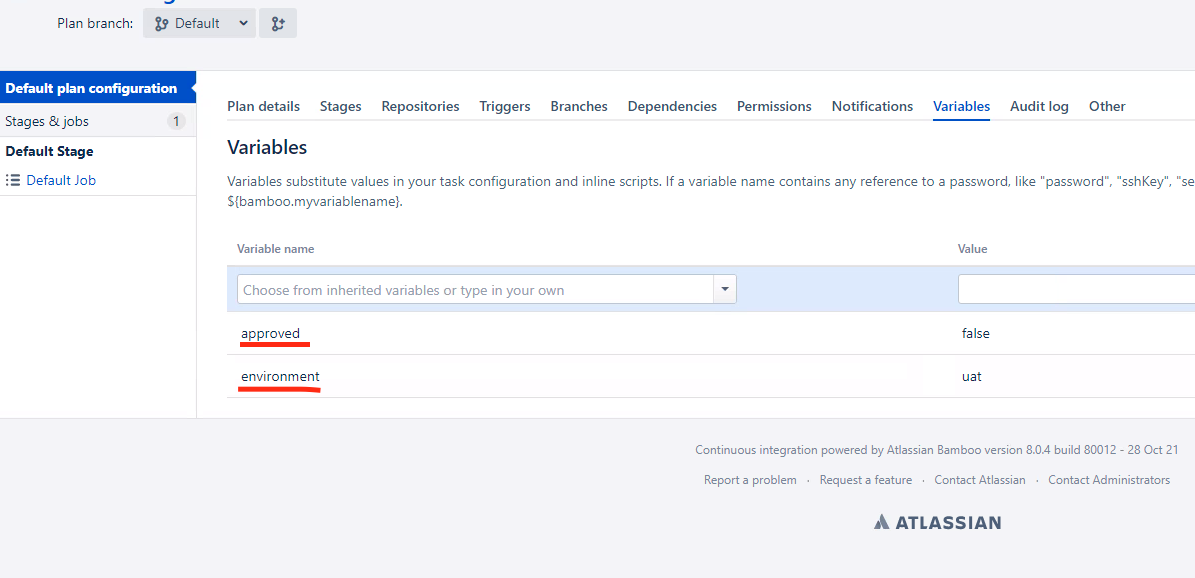 Plan branch: Default
Default plan configuration
Stages & jobs 1
Default Stage
Default Job
Plan details Stages Repositories Triggers Branches Dependencies Permissions Notifications Variables Audit log Other
Variables
Variables substitute values in your task configuration and inline scripts. If a variable name contains any reference to a password, like "password", "sshKey", "se
${bamboo.myvariablename}.
Variable name Value
Choose from inherited variables or type in your own
approved false
environment uat
Continuous integration powered by Atlassian Bamboo version 8.0.4 build 80012 - 28 Oct 21
Report a problem · Request a feature · Contact Atlassian · Contact Administrators
ATLASSIAN